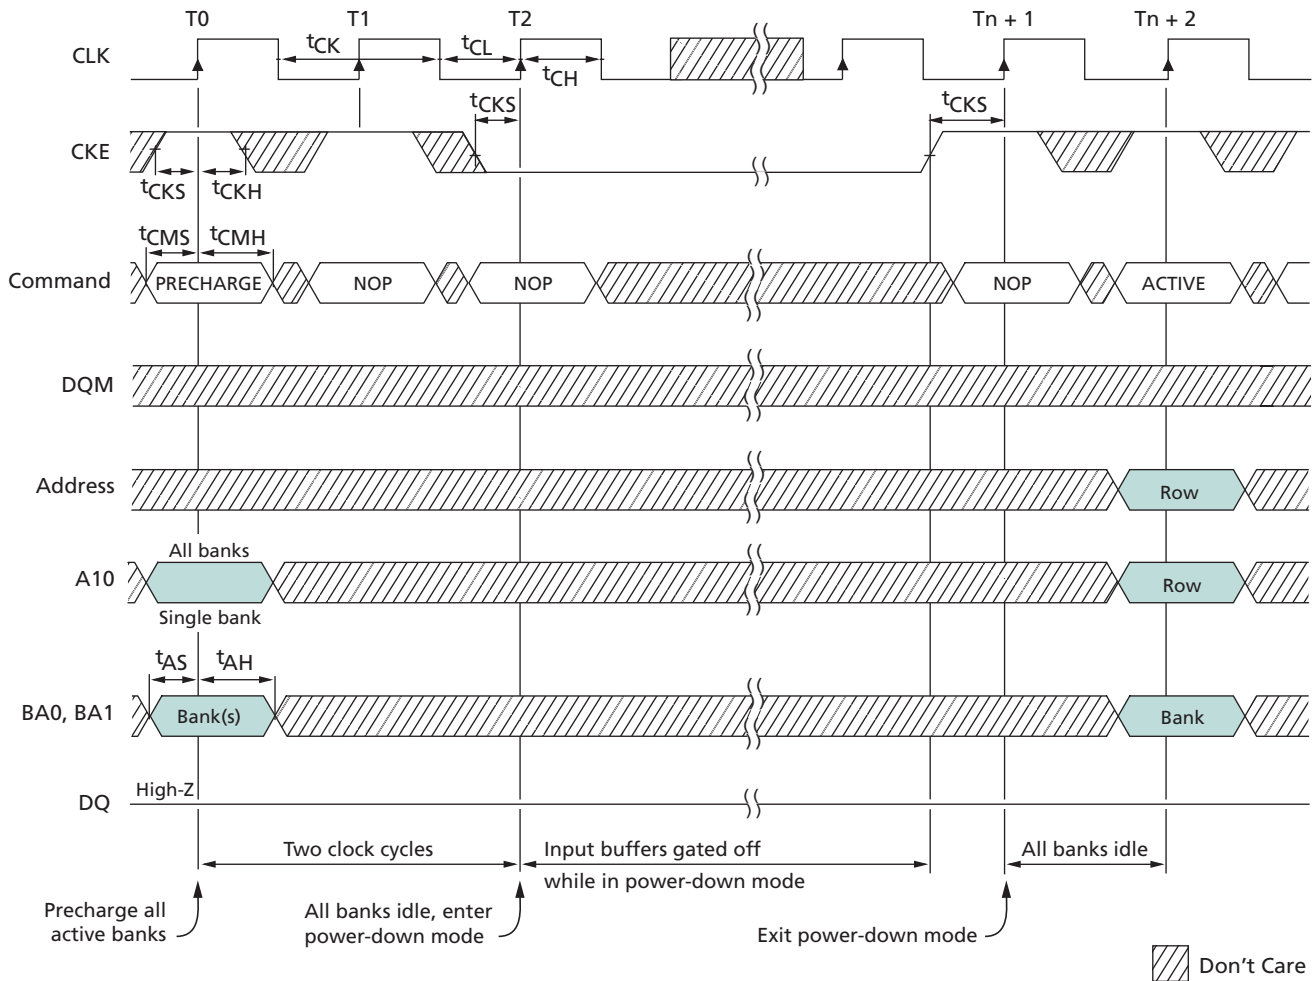 T0 T1 T2 Tn + 1 Tn + 2
CLK
tCK tCL
tCH
tCKS tCKS
CKE
tCKS tCKH
tCMS tCMH
Command PRECHARGE NOP NOP NOP ACTIVE
DQM
Address Row
All banks
A10 Row
Single bank
tAS tAH
BA0, BA1 Bank(s) Bank
High-Z
DQ
Two clock cycles Input buffers gated off All banks idle
while in power-down mode
Precharge all
active banks
All banks idle, enter
power-down mode
Exit power-down mode
Don't Care